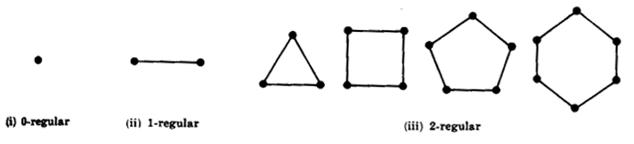 (i) 0-regular
(ii) 1-regular
(iii) 2-regular